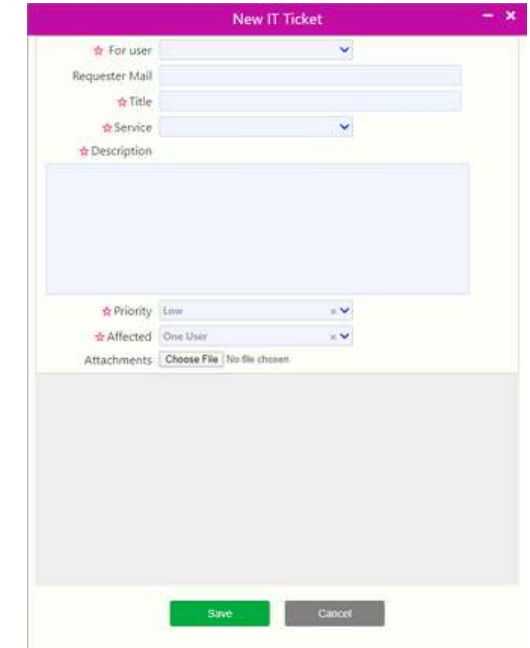 New IT Ticket
For user
Requester Mail
Title
Service
Description
Priority Low
Affected One User
Attachments Choose File No file chosen
Save Cancel